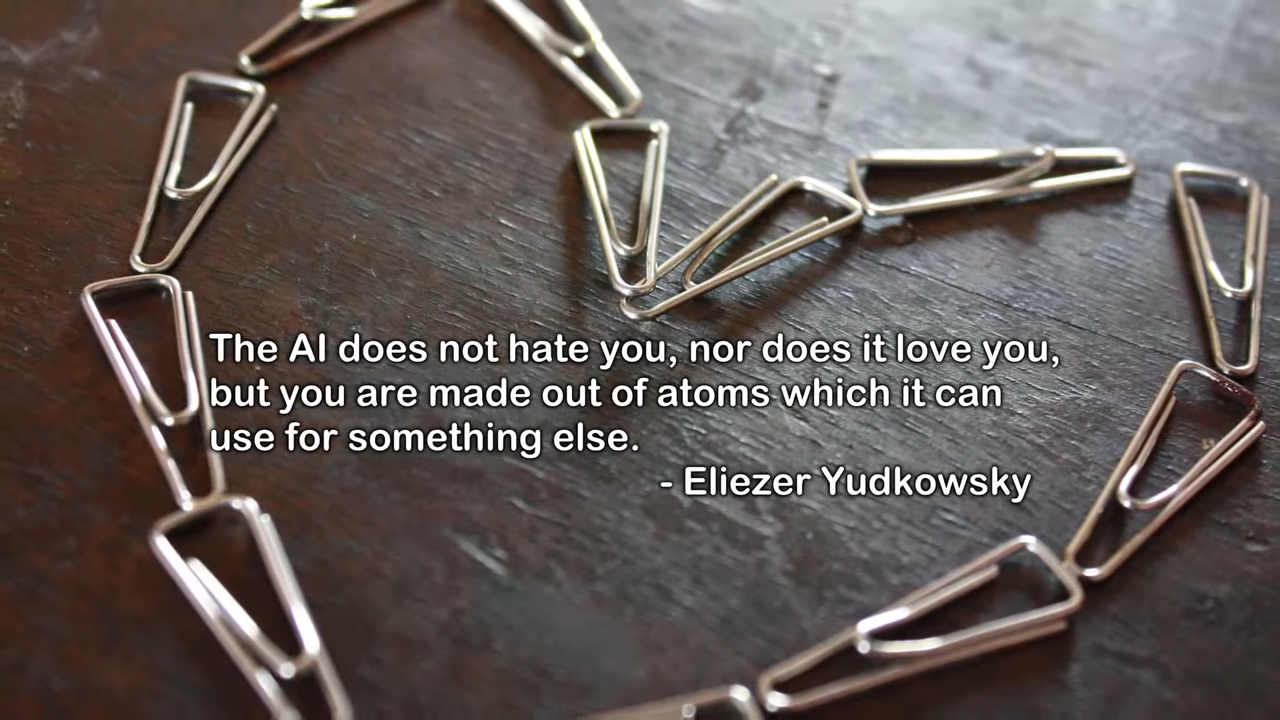 The AI does not hate you, nor does it love you,
but you are made out of atoms which it can
use for something else.
- Eliezer Yudkowsky